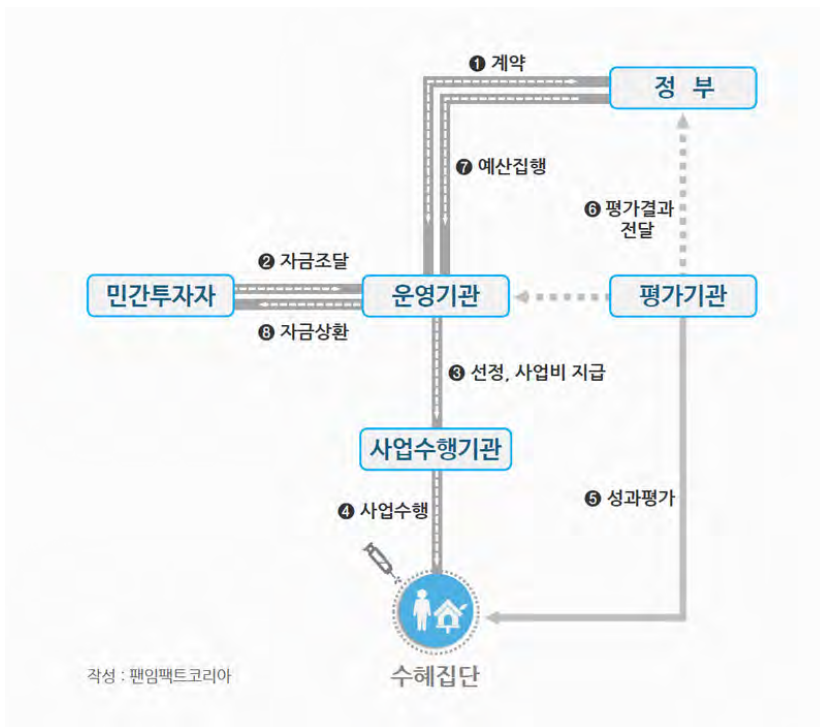 ❶ 계약
정 부
❼ 예산집행
❻ 평가결과
전달
❷ 자금조달
민간투자자
운영기관
평가기관
❽ 자금상환
❸ 선정, 사업비 지급
사업수행기관
❹ 사업수행
❺ 성과평가
수혜집단
작성 : 팬임팩트코리아